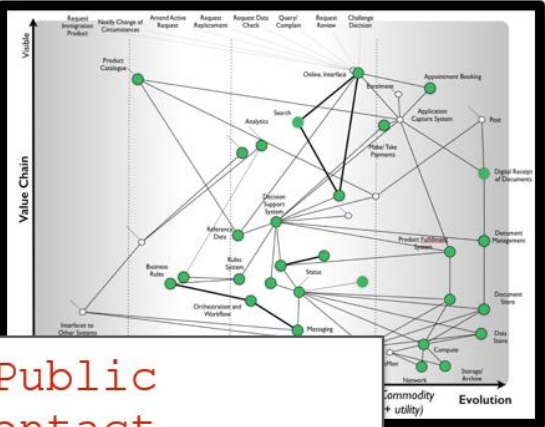 Request Immigration Product
Notify Change of Circumstances
Amend Active Request
Request Replacement
Request Data Check
Query/ Complain
Request Review
Challenge Decision
Visible
Value Chain
Product Catalogue
Online, Interface
Appointment Booking
Enrolment
Search
Application Capture System
Post
Analytics
Make/ Take Payments
Digital Receipt of Documents
Decision Support System
Reference Data
Product Fulfillment System
Document Management
Business Rules
Rules System
Status
Orchestration and Workflow
Document Store
Interfaces to Other Systems
Messaging
Data Store
Compute
Network
Storage/ Archive
Commodity
+ utility)
Evolution
Public
ontact